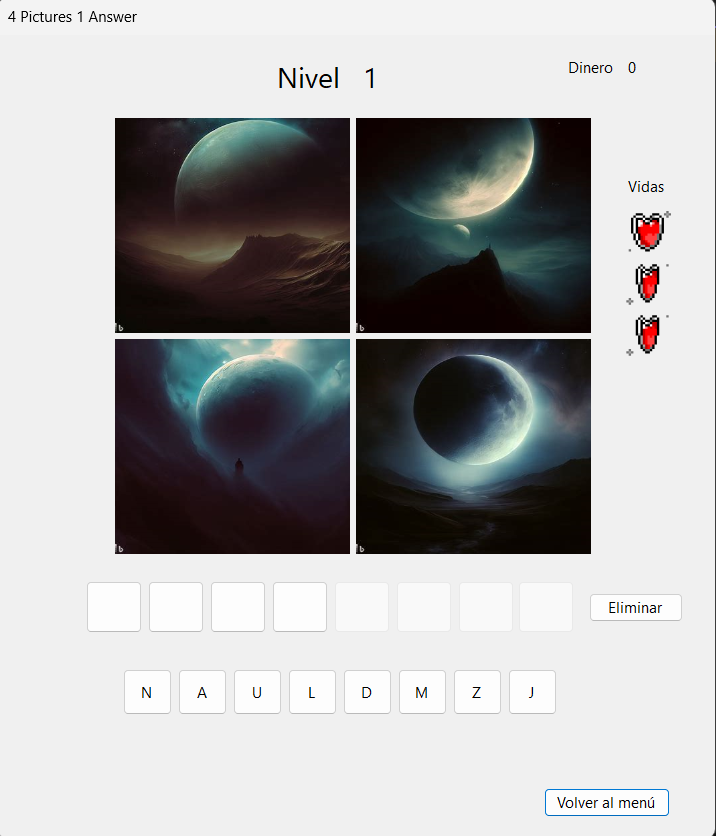 4 Pictures 1 Answer
Dinero 0
Nivel 1
Vidas
Eliminar
N A U L D M Z J
Volver al menú